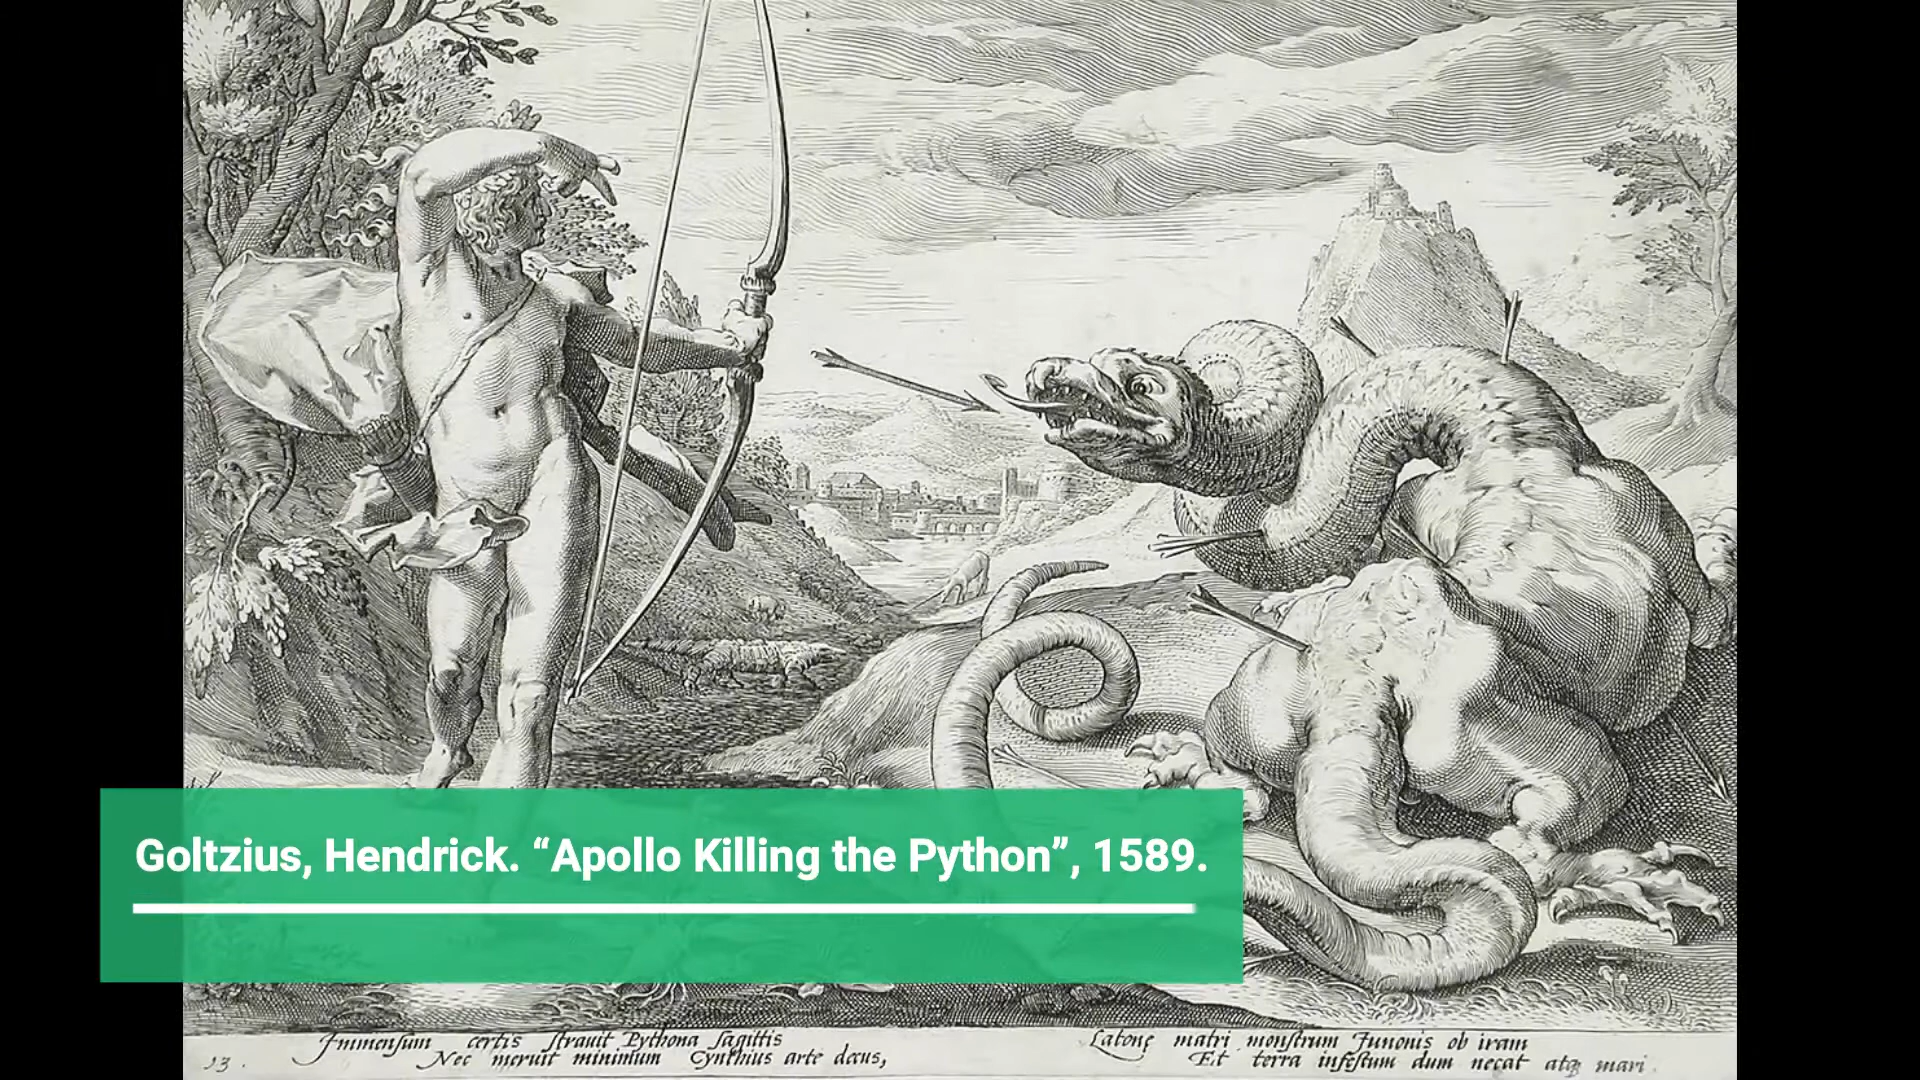 Goltzius, Hendrick. “Apollo Killing the Python”, 1589.
Immensum certis stravit Pythona sagittis
Nec meruit minimum Cynthius arte decus,
Latonę matri monstrum Junonis ob iram
Et terra infestum dum necat atq mari.
13.